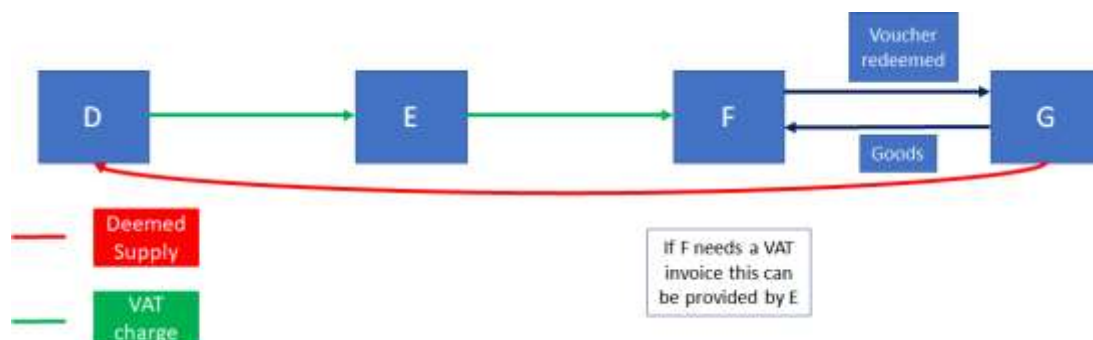 Voucher
redeemed
D
E
F
G
Goods
Deemed
Supply
If F needs a VAT
invoice this can
be provided by E
VAT
charge